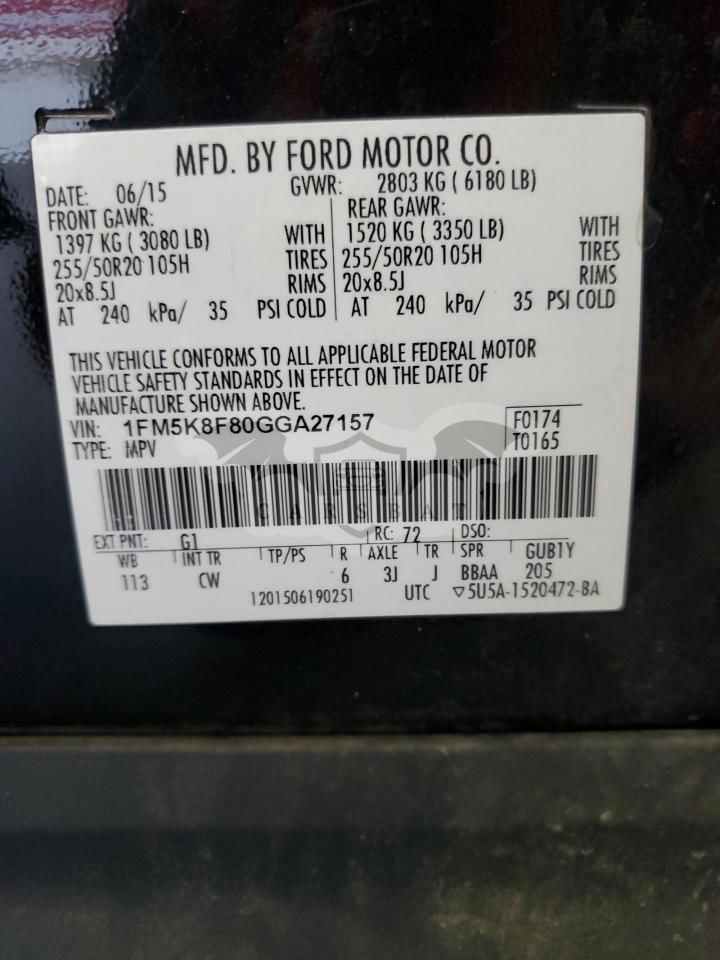 MFD. BY FORD MOTOR CO.
DATE: 06/15 GVWR: 2803 KG ( 6180 LB)
FRONT GAWR: REAR GAWR:
1397 KG ( 3080 LB) WITH 1520 KG ( 3350 LB) WITH
255/50R20 105H TIRES 255/50R20 105H TIRES
20x8.5J RIMS 20x8.5J RIMS
AT 240 kPa/ 35 PSI COLD AT 240 kPa/ 35 PSI COLD
THIS VEHICLE CONFORMS TO ALL APPLICABLE FEDERAL MOTOR
VEHICLE SAFETY STANDARDS IN EFFECT ON THE DATE OF
MANUFACTURE SHOWN ABOVE.
VIN: 1FM5K8F80GGA27157 F0174
TYPE: MPV T0165
CARSBAT
EXT PNT: G1 RC: 72 DSO:
WB INT TR TP/PS R AXLE TR SPR GUB1Y
113 CW 6 3J J BBAA 205
1201506190251 UTC ▽5U5A-1520472-BA